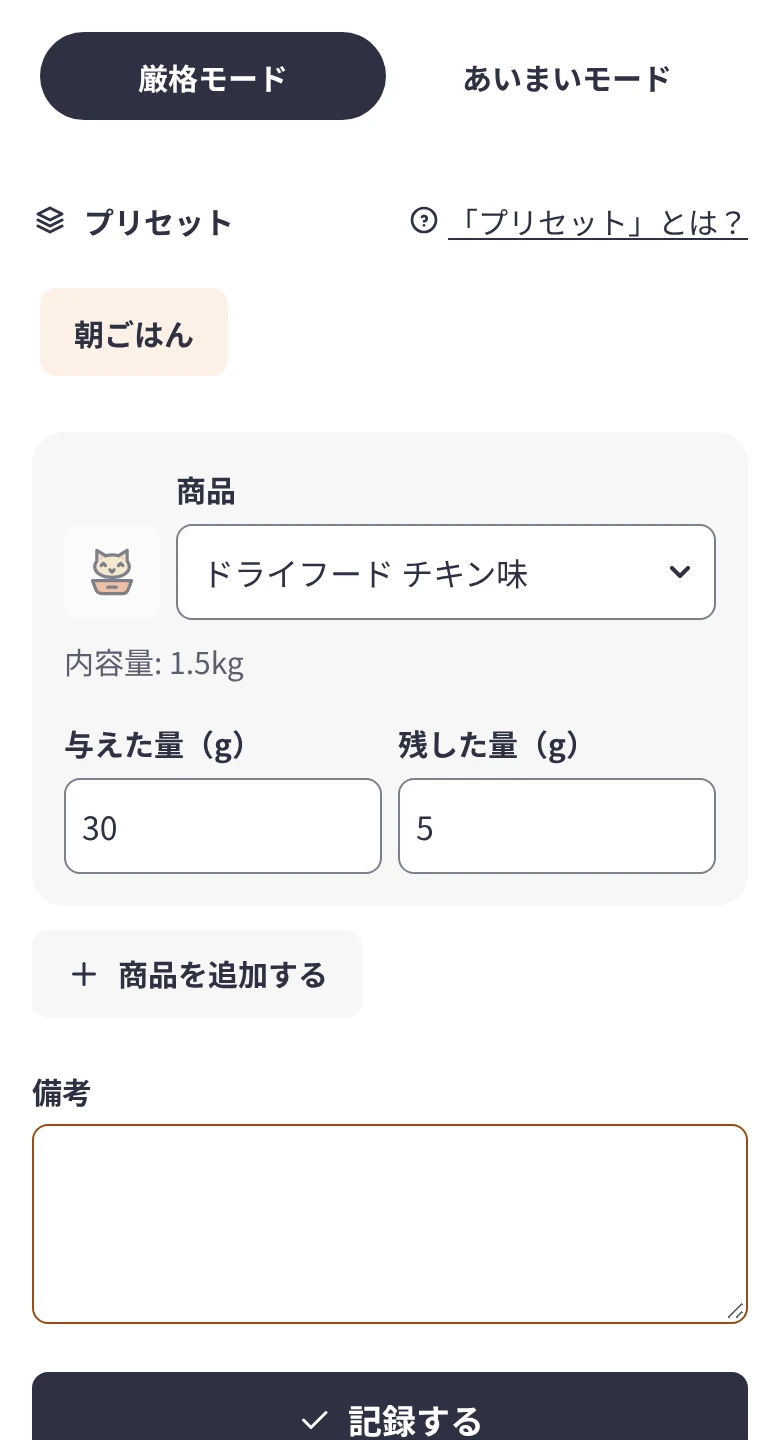 厳格モード あいまいモード
プリセット 「プリセット」とは？
朝ごはん
商品
ドライフード チキン味
内容量: 1.5kg
与えた量（g） 残した量（g）
30 5
商品を追加する
備考
記録する